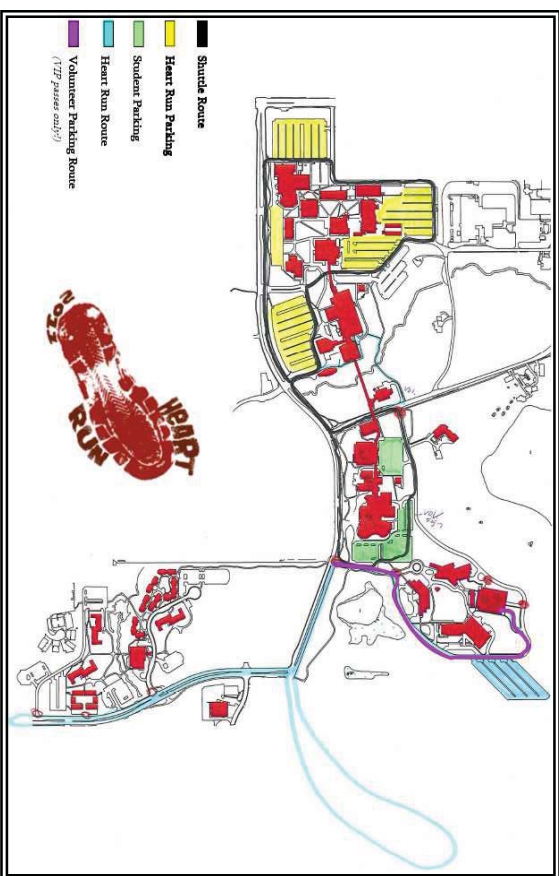 Shuttle Route
Heart Run Parking
Student Parking
Heart Run Route
Volunteer Parking Route
(VIP passes only!)
2011
HEART
RUN